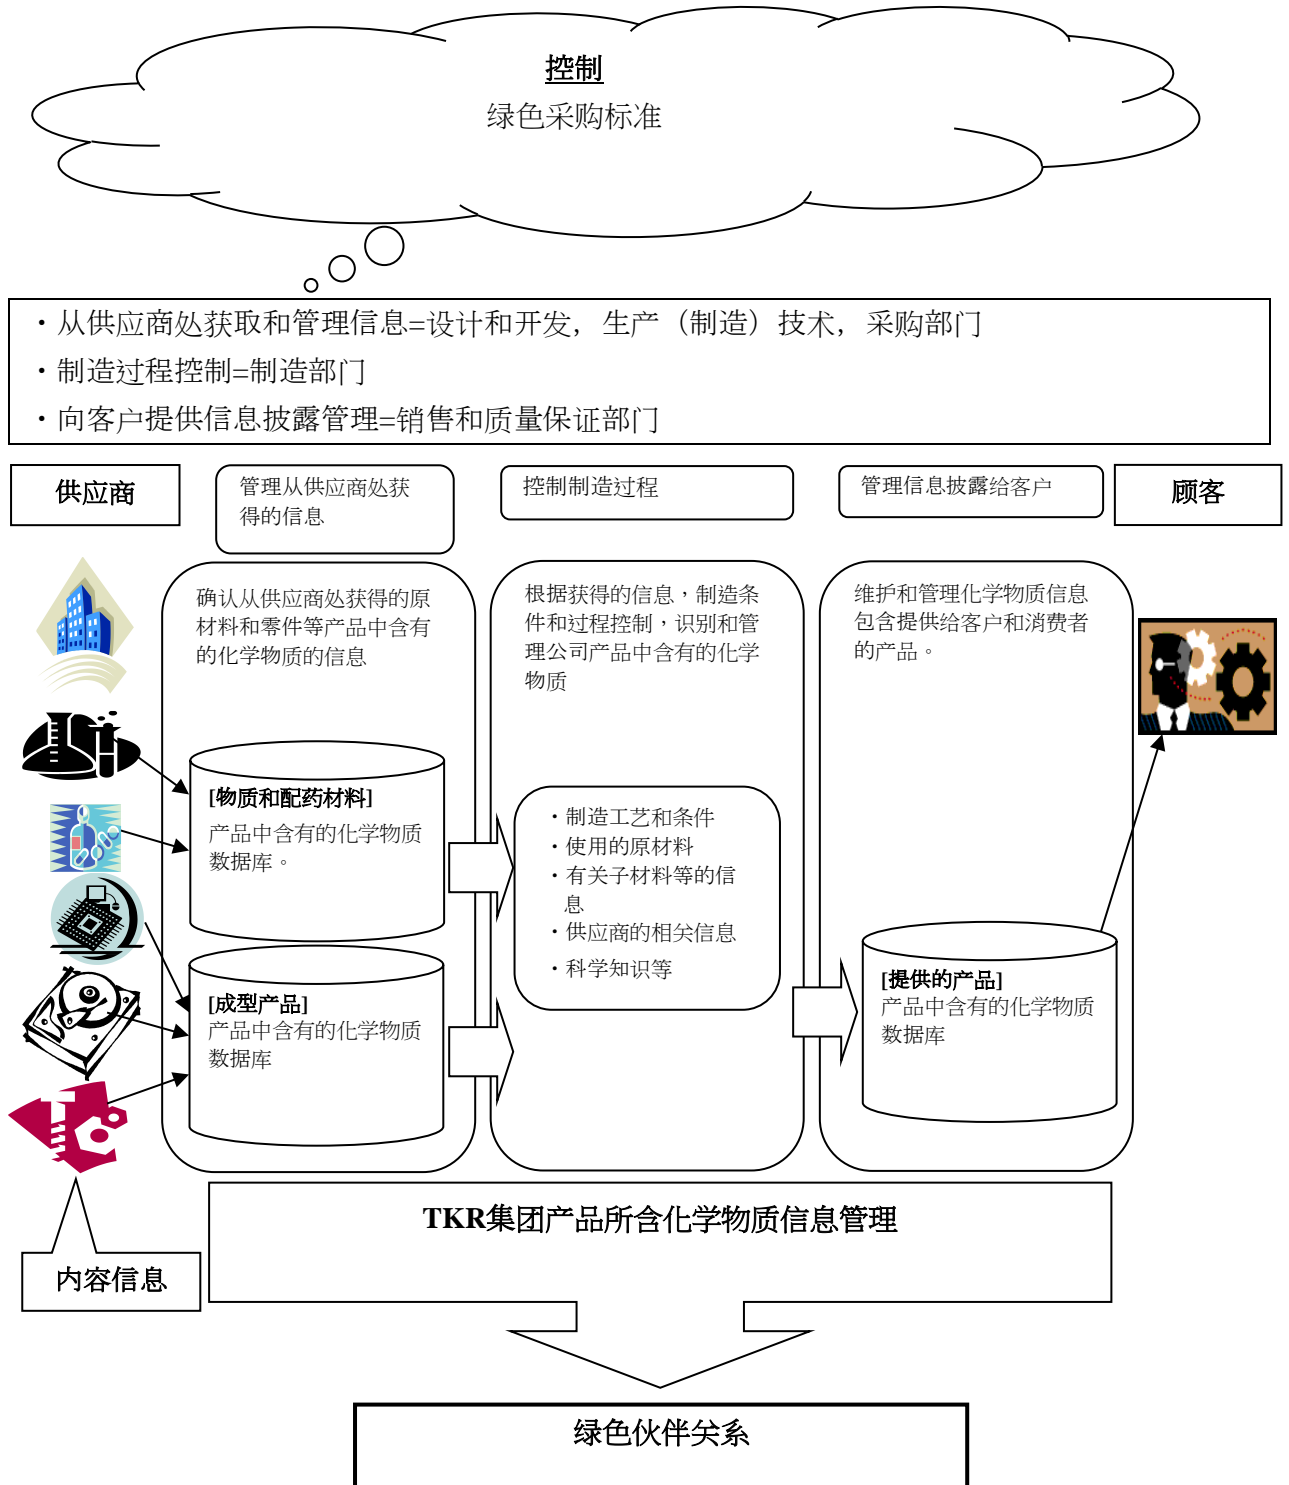 控制
绿色采购标准
・从供应商处获取和管理信息=设计和开发，生产（制造）技术，采购部门
・制造过程控制=制造部门
・向客户提供信息披露管理=销售和质量保证部门
供应商
管理从供应商处获
得的信息
控制制造过程
管理信息披露给客户
顾客
确认从供应商处获得的原
材料和零件等产品中含有
的化学物质的信息
[物质和配药材料]
产品中含有的化学物质
数据库。
[成型产品]
产品中含有的化学物质
数据库
根据获得的信息，制造条
件和过程控制，识别和管
理公司产品中含有的化学
物质
・制造工艺和条件
・使用的原材料
・有关子材料等的信
息
・供应商的相关信息
・科学知识等
维护和管理化学物质信息
包含提供给客户和消费者
的产品。
[提供的产品]
产品中含有的化学物质
数据库
内容信息
TKR集团产品所含化学物质信息管理
绿色伙伴关系